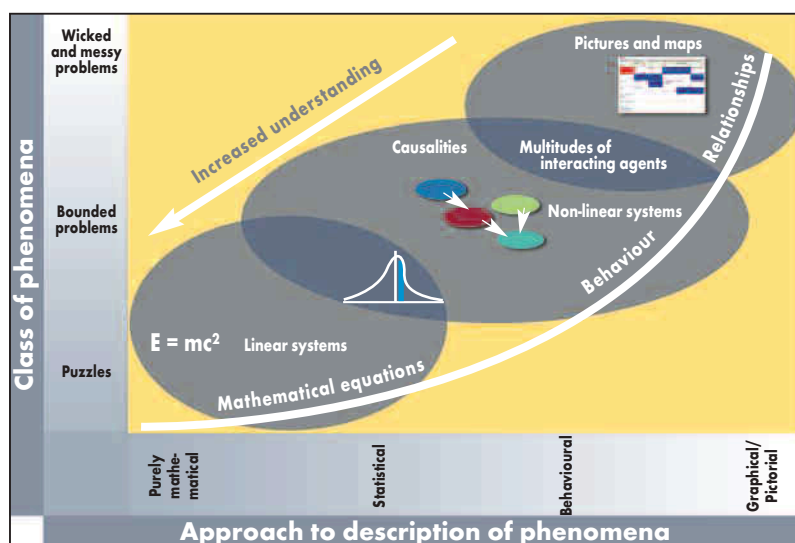 Wicked
and messy
problems
Pictures and maps
Increased understanding
Relationships
Causalities
Multitudes of
interacting agents
Class of phenomena
Bounded
problems
Non-linear systems
Behaviour
E = mc²
Linear systems
Puzzles
Mathematical equations
Purely
mathe-
matical
Statistical
Behavioural
Graphical/
Pictorial
Approach to description of phenomena